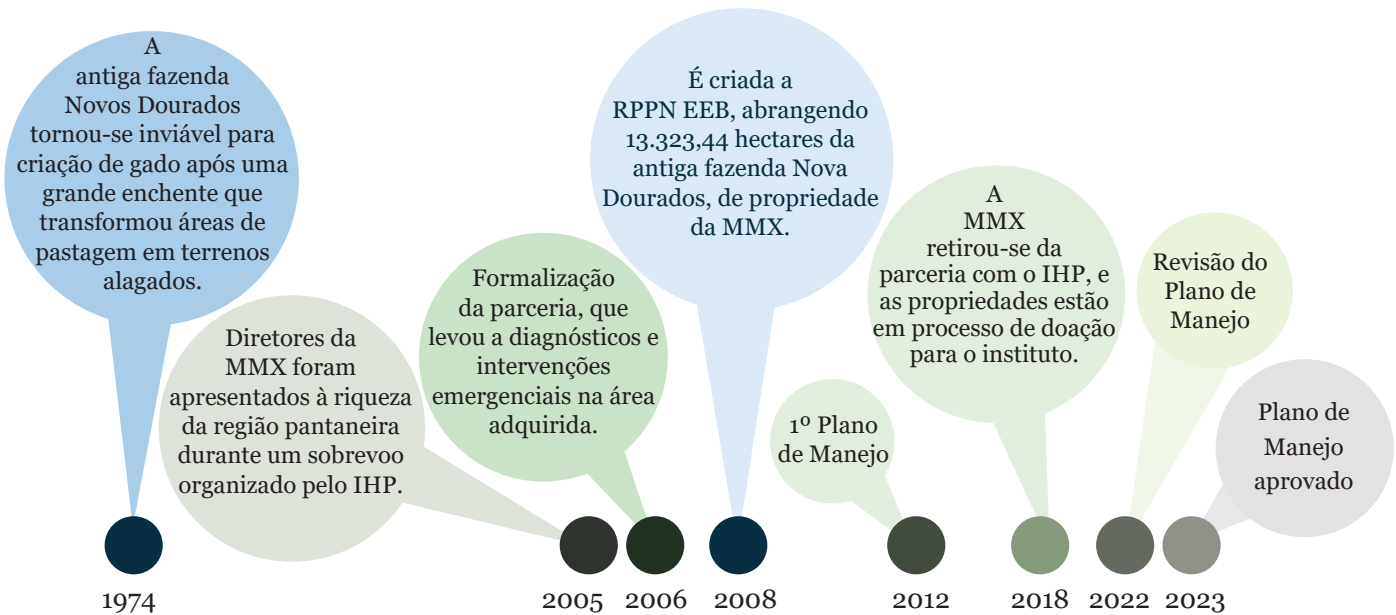 A
antiga fazenda
Novos Dourados
tornou-se inviável para
criação de gado após uma
grande enchente que
transformou áreas de
pastagem em terrenos
alagados.
Diretores da
MMX foram
apresentados à riqueza
da região pantaneira
durante um sobrevoo
organizado pelo IHP.
Formalização
da parceria, que
levou a diagnósticos e
intervenções
emergenciais na área
adquirida.
É criada a
RPPN EEB, abrangendo
13.323,44 hectares da
antiga fazenda Nova
Dourados, de propriedade
da MMX.
1º Plano
de Manejo
A
MMX
retirou-se da
parceria com o IHP, e
as propriedades estão
em processo de doação
para o instituto.
Revisão do
Plano de
Manejo
Plano de
Manejo
aprovado
1974
2005
2006
2008
2012
2018
2022
2023